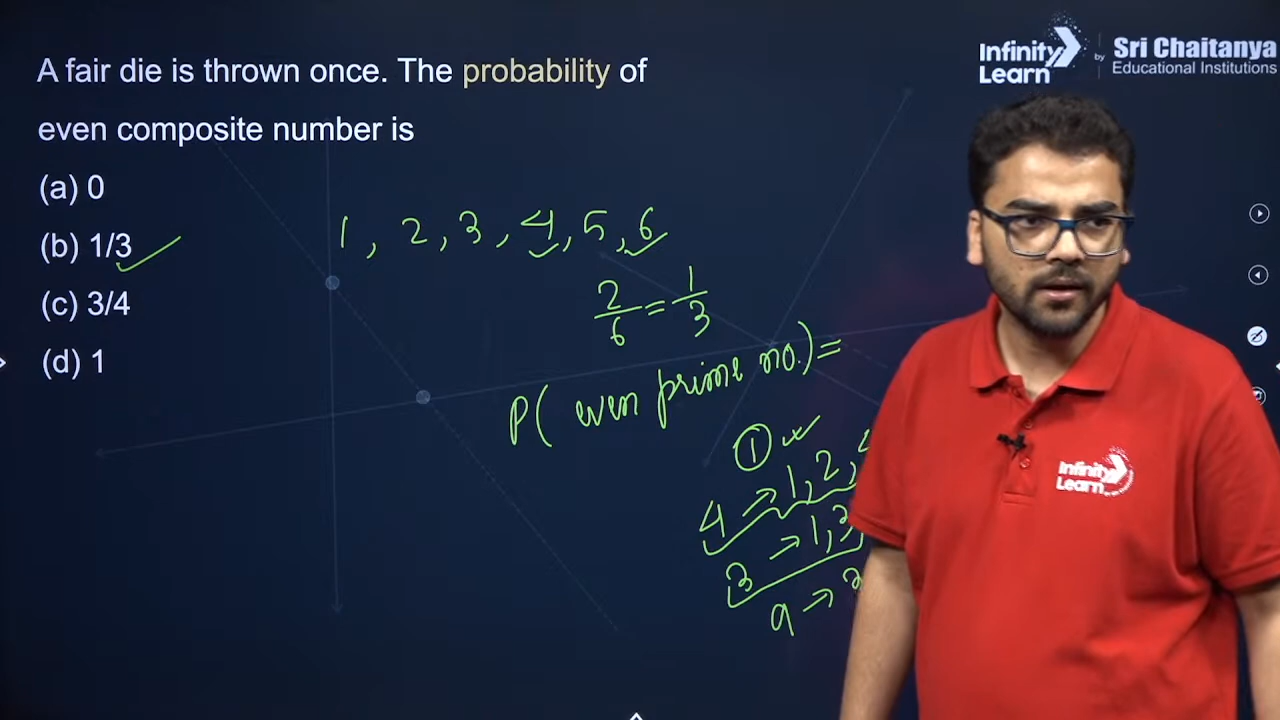 A fair die is thrown once. The probability of
even composite number is
(a) 0
(b) 1/3
(c) 3/4
(d) 1
1, 2, 3, 4, 5, 6
2/6 = 1/3
P( even prime no.) =
①
4 → 1, 2, 4
3 → 1, 3
9 → 3
Infinity Learn
by
Sri Chaitanya
Educational Institutions
Infinity
Learn